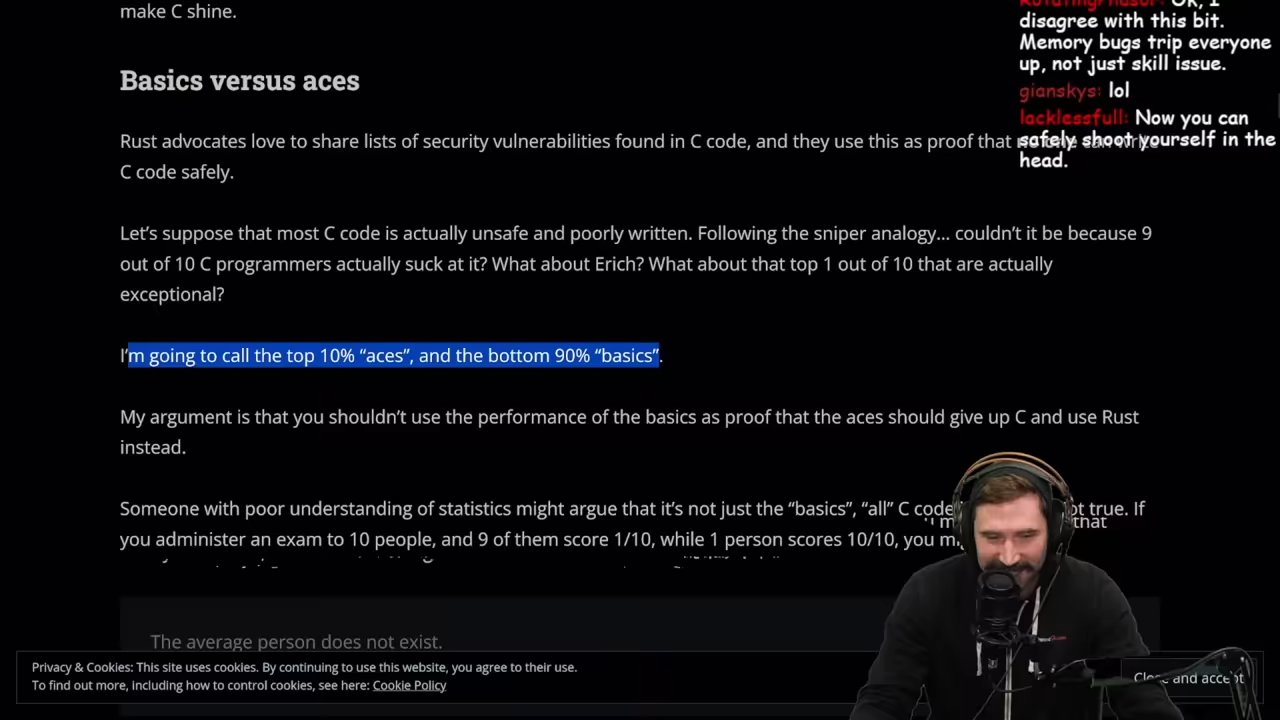 make C shine.
Basics versus aces
Rust advocates love to share lists of security vulnerabilities found in C code, and they use this as proof that
C code safely.
Let’s suppose that most C code is actually unsafe and poorly written. Following the sniper analogy… couldn’t it be because 9
out of 10 C programmers actually suck at it? What about Erich? What about that top 1 out of 10 that are actually
exceptional?
I’m going to call the top 10% “aces”, and the bottom 90% “basics”.
My argument is that you shouldn’t use the performance of the basics as proof that the aces should give up C and use Rust
instead.
Someone with poor understanding of statistics might argue that it’s not just the “basics”, “all” C code true. If
you administer an exam to 10 people, and 9 of them score 1/10, while 1 person scores 10/10, you that
The average person does not exist.
Privacy & Cookies: This site uses cookies. By continuing to use this website, you agree to their use.
To find out more, including how to control cookies, see here: Cookie Policy
Close and accept
Ok, I
disagree with this bit.
Memory bugs trip everyone
up, not just skill issue.
gianskys: lol
lacklessfull: Now you can
safely shoot yourself in the
head.